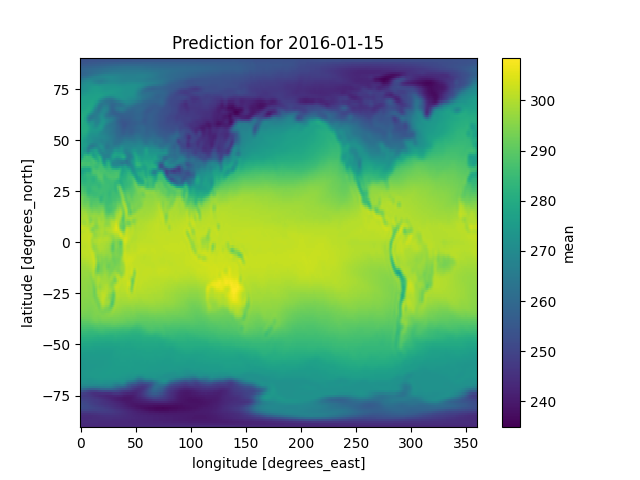 Prediction for 2016-01-15
75
50
25
0
−25
−50
−75
latitude [degrees_north]
0 50 100 150 200 250 300 350
longitude [degrees_east]
300
290
280
270
260
250
240
mean